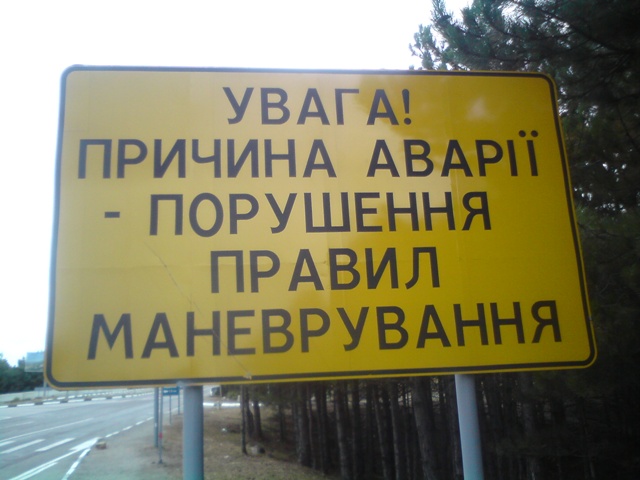 УВАГА!
ПРИЧИНА АВАРІЇ
- ПОРУШЕННЯ
ПРАВИЛ
МАНЕВРУВАННЯ